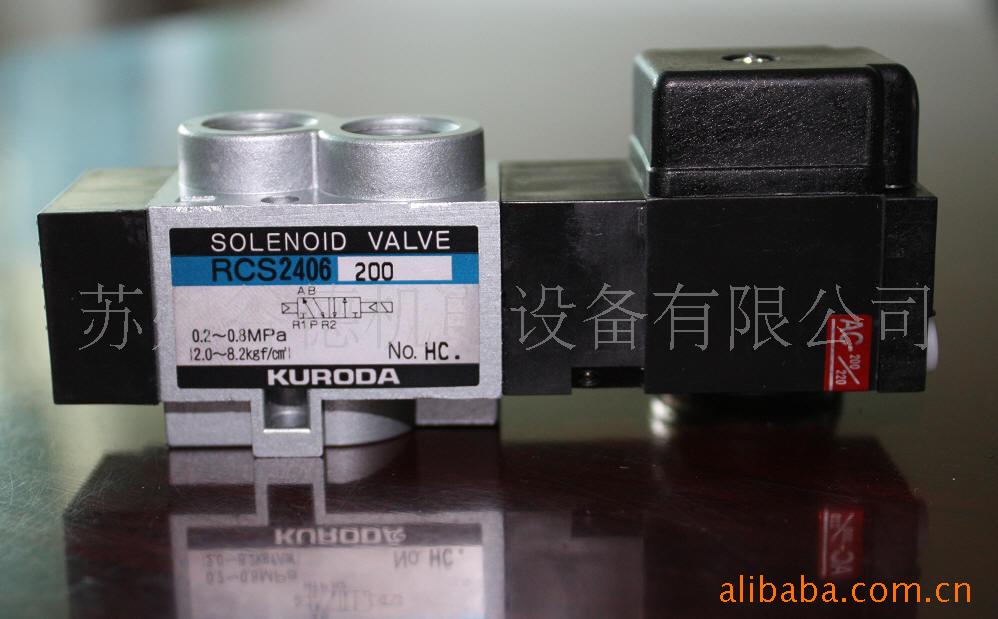 SOLENOID VALVE
RCS2406 200
A B
R1 P R2
0.2～0.8MPa
(2.0～8.2kgf/cm²)
No. HC.
KURODA
AC 200/220
设备有限公司
alibaba.com.cn